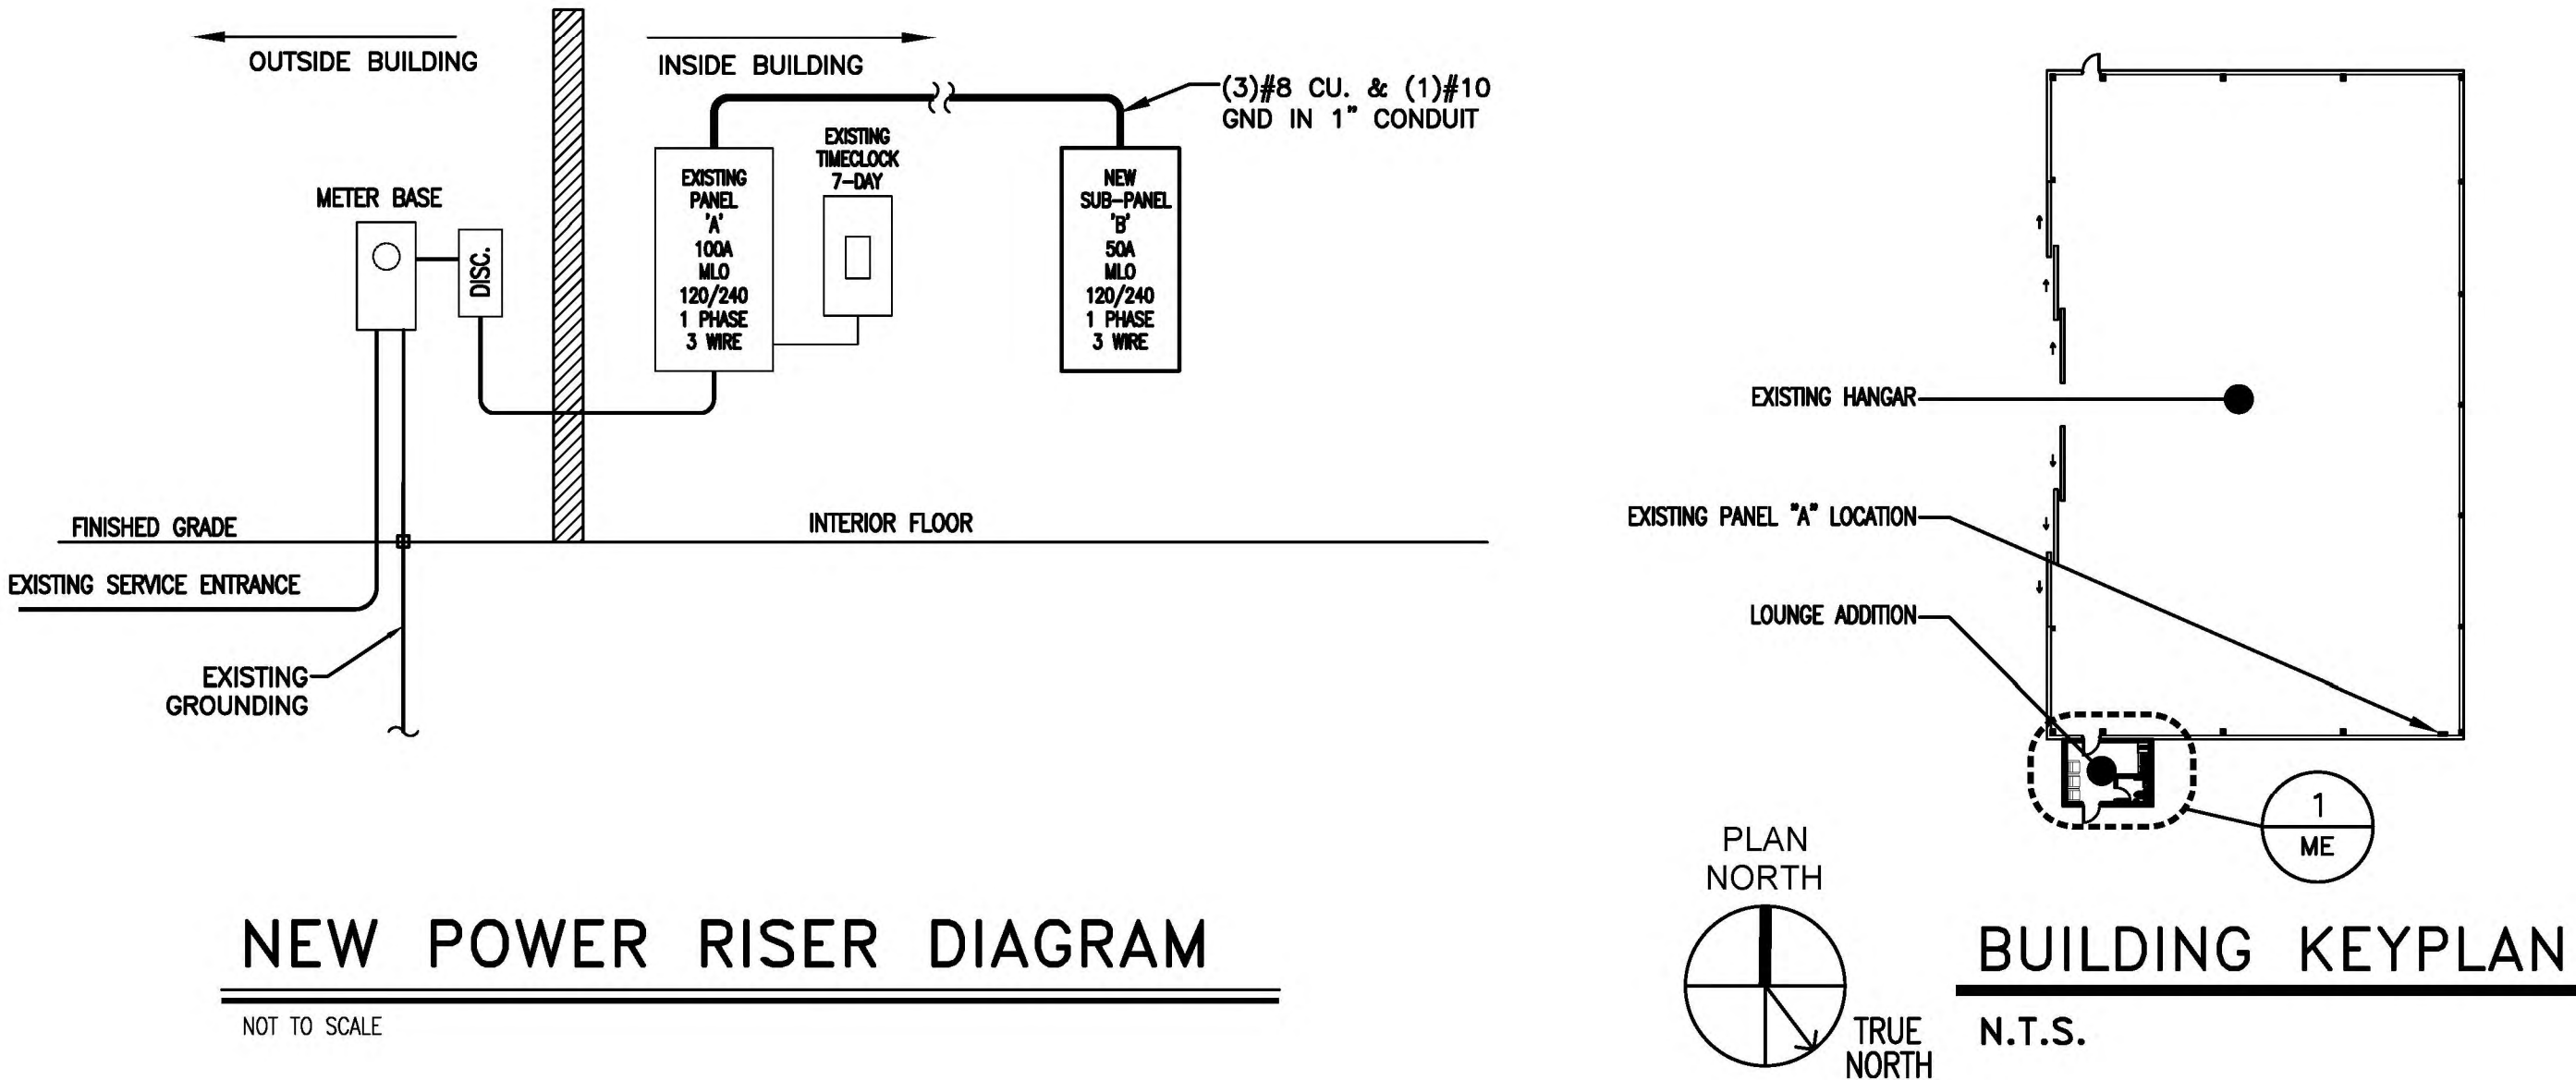 OUTSIDE BUILDING
INSIDE BUILDING
(3)#8 CU. & (1)#10
GND IN 1" CONDUIT
EXISTING
TIMECLOCK
7-DAY
METER BASE
DISC.
EXISTING
PANEL
'A'
100A
MLO
120/240
1 PHASE
3 WIRE
NEW
SUB-PANEL
'B'
50A
MLO
120/240
1 PHASE
3 WIRE
FINISHED GRADE
INTERIOR FLOOR
EXISTING SERVICE ENTRANCE
EXISTING
GROUNDING
NEW POWER RISER DIAGRAM
NOT TO SCALE
EXISTING HANGAR
EXISTING PANEL "A" LOCATION
LOUNGE ADDITION
1
ME
PLAN
NORTH
TRUE
NORTH
BUILDING KEYPLAN
N.T.S.